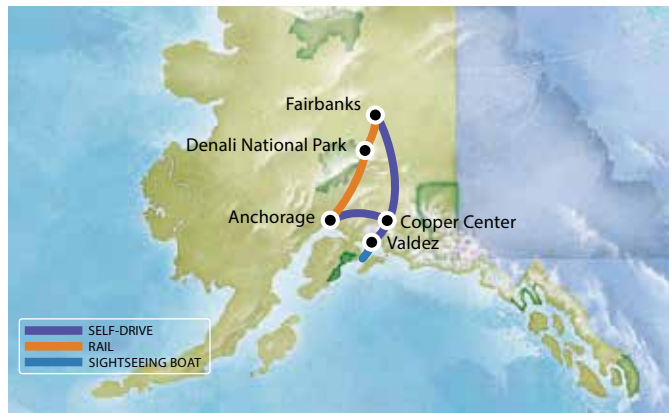 Fairbanks
Denali National Park
Anchorage
Copper Center
Valdez
SELF-DRIVE
RAIL
SIGHTSEEING BOAT